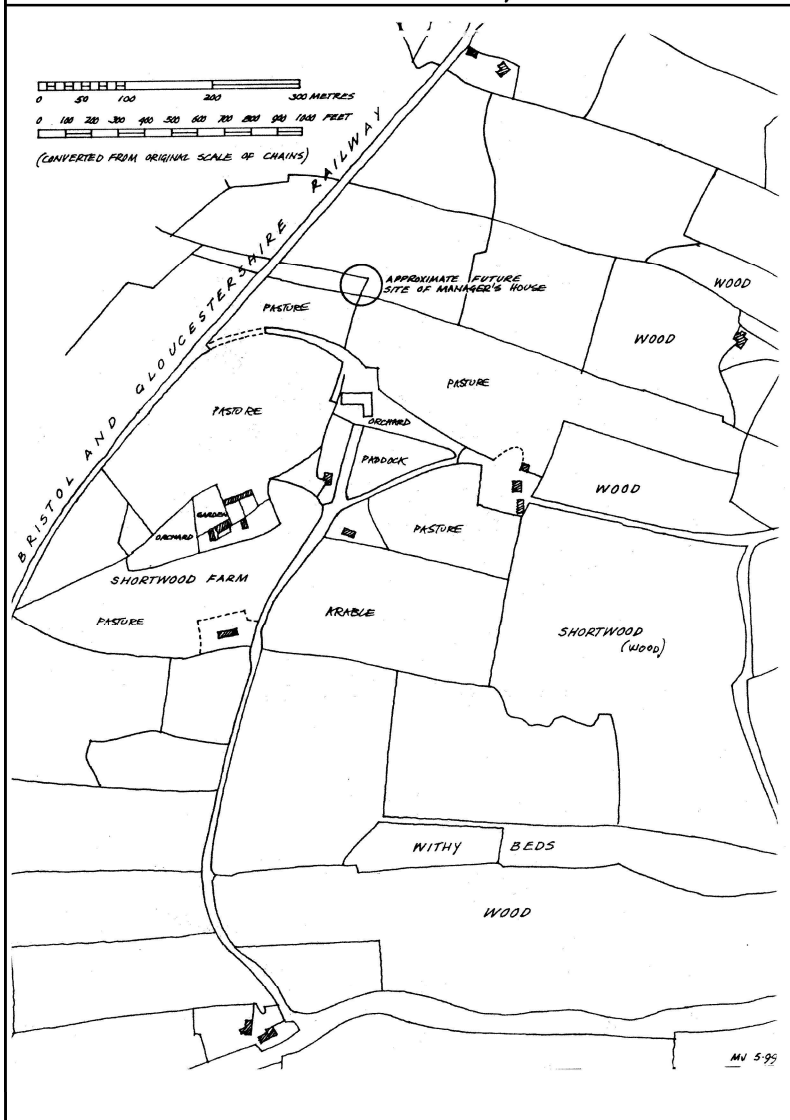 0 50 100 200 300 METRES
0 100 200 300 400 500 600 700 800 900 1000 FEET
(CONVERTED FROM ORIGINAL SCALE OF CHAINS)
BRISTOL AND GLOUCESTERSHIRE RAILWAY
APPROXIMATE FUTURE
SITE OF MANAGER'S HOUSE
WOOD
PASTURE
WOOD
PASTURE
PASTURE
ORCHARD
PADDOCK
WOOD
GARDEN
PASTURE
ORCHARD
SHORTWOOD FARM
ARABLE
PASTURE
SHORTWOOD
(WOOD)
WITHY BEDS
WOOD
MJ 5.99